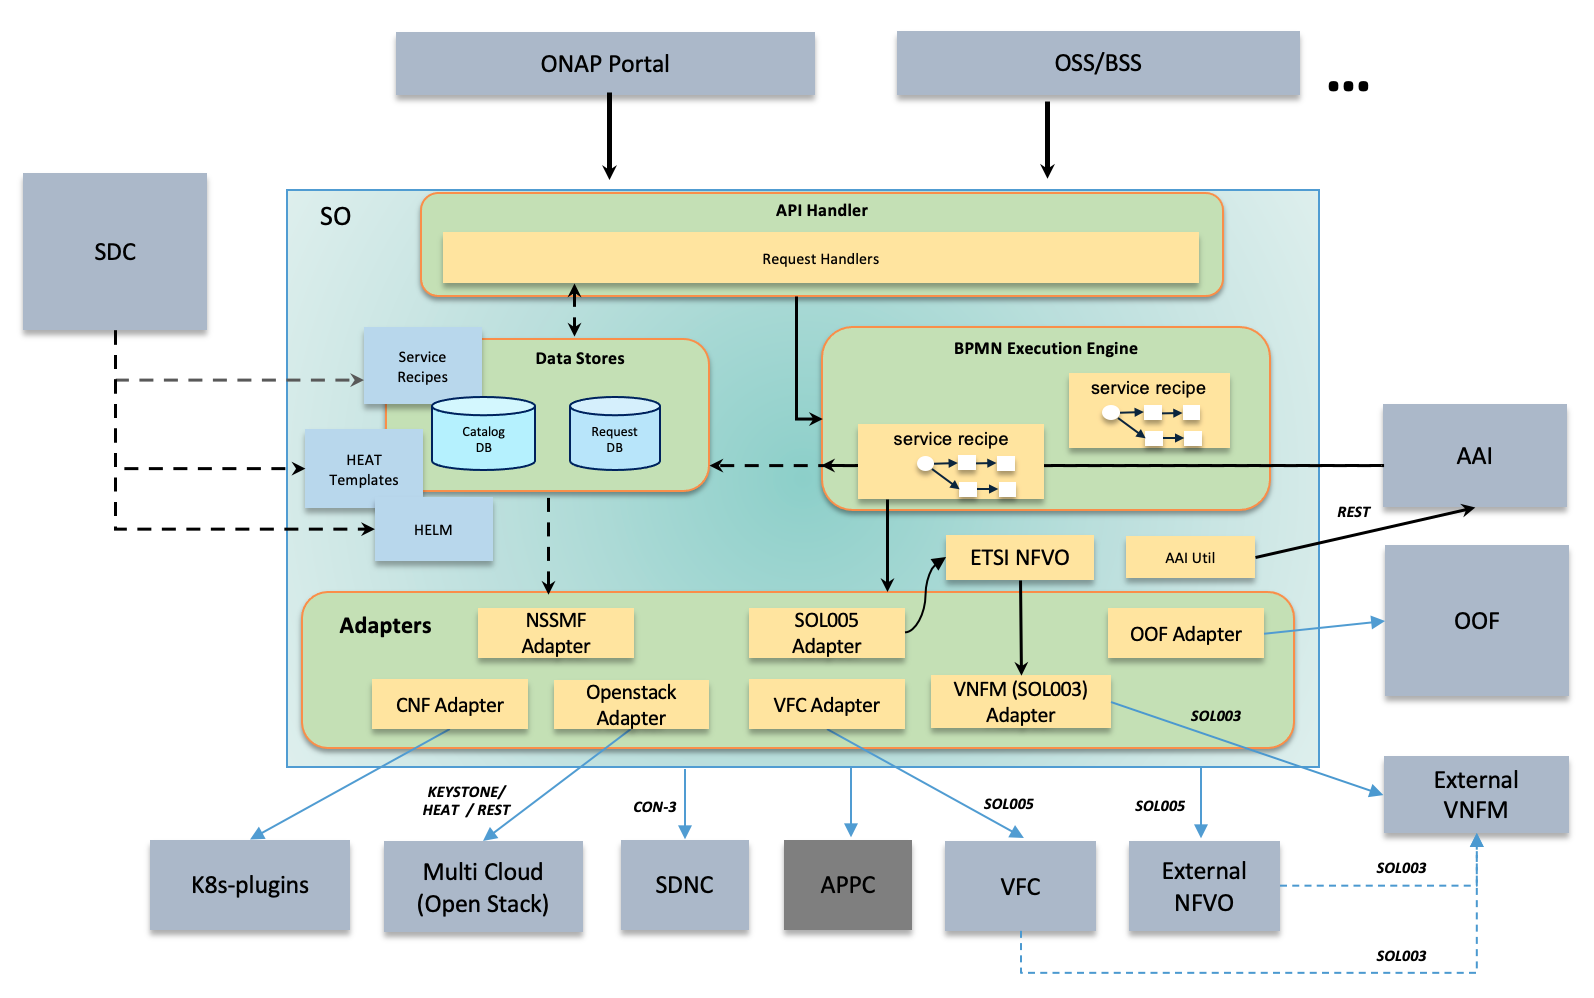 ONAP Portal
OSS/BSS
...
SDC
SO
API Handler
Request Handlers
Service
Recipes
Data Stores
Catalog
DB
Request
DB
HEAT
Templates
HELM
BPMN Execution Engine
service recipe
service recipe
AAI
REST
ETSI NFVO
AAI Util
OOF
Adapters
NSSMF
Adapter
SOL005
Adapter
OOF Adapter
CNF Adapter
Openstack
Adapter
VFC Adapter
VNFM (SOL003)
Adapter
SOL003
KEYSTONE/
HEAT / REST
CON-3
SOL005
SOL005
External
VNFM
K8s-plugins
Multi Cloud
(Open Stack)
SDNC
APPC
VFC
External
NFVO
SOL003
SOL003